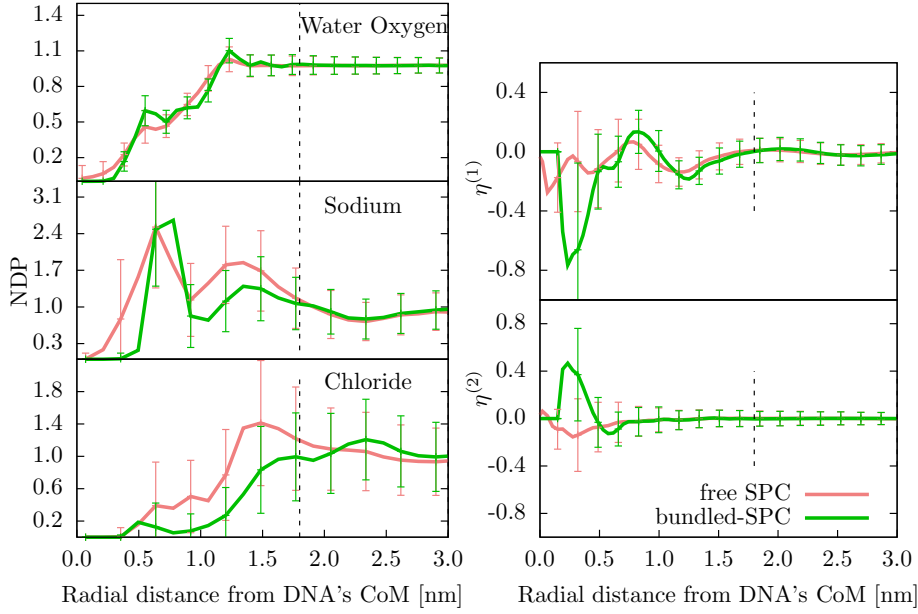 1.4
1.1
0.8
0.5
0.2
Water Oxygen
3.1
2.4
1.7
1.0
0.3
Sodium
NDP
1.8
1.4
1.0
0.6
0.2
Chloride
0.0 0.5 1.0 1.5 2.0 2.5 3.0
Radial distance from DNA's CoM [nm]
0.4
0.0
-0.4
-0.8
η(1)
0.8
0.4
0.0
-0.4
-0.8
η(2)
free SPC
bundled-SPC
0.0 0.5 1.0 1.5 2.0 2.5 3.0
Radial distance from DNA's CoM [nm]